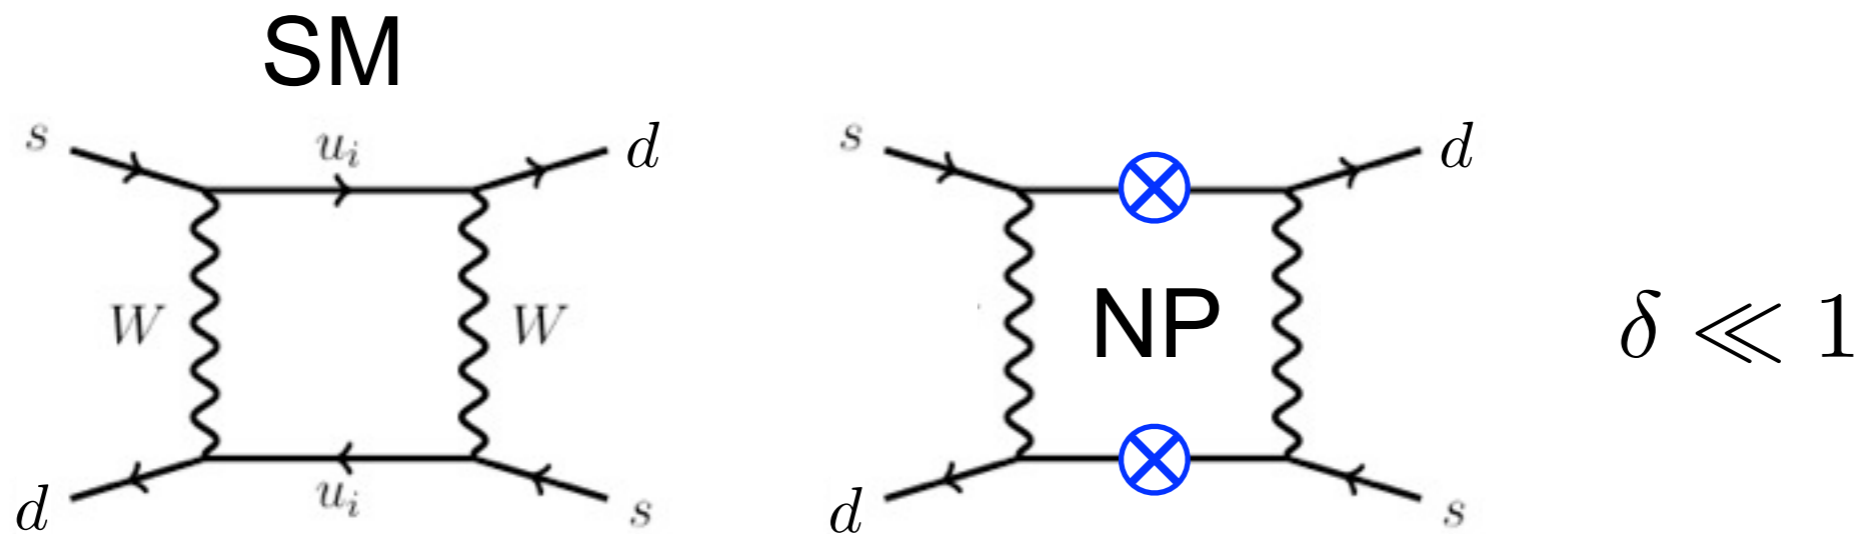 SM
s u_i d
W W
d u_i s
s d
NP
d s
δ ≪ 1